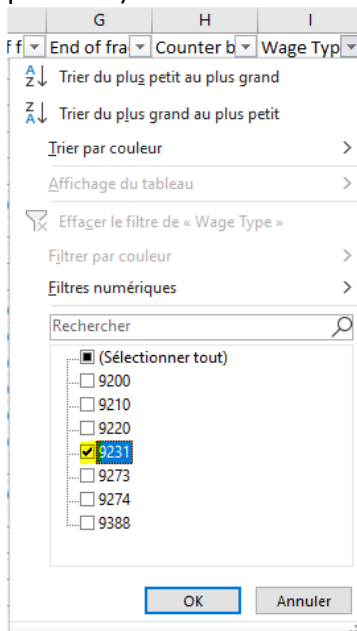 G H I
f f End of fra Counter b Wage Typ
Trier du plus petit au plus grand
Trier du plus grand au plus petit
Trier par couleur
Affichage du tableau
Effacer le filtre de « Wage Type »
Filtrer par couleur
Filtres numériques
Rechercher
(Sélectionner tout)
9200
9210
9220
9231
9273
9274
9388
OK Annuler